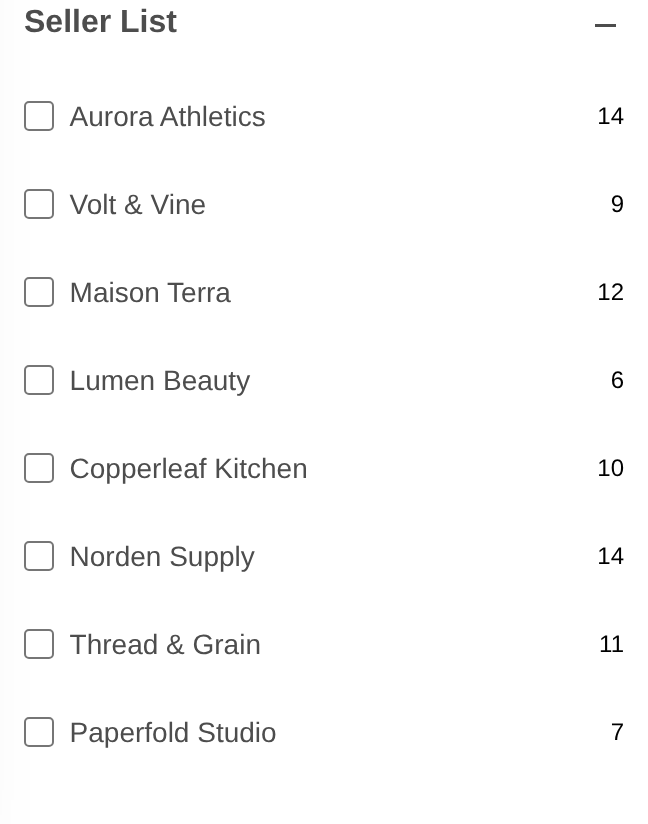 Seller List
Aurora Athletics 14
Volt & Vine 9
Maison Terra 12
Lumen Beauty 6
Copperleaf Kitchen 10
Norden Supply 14
Thread & Grain 11
Paperfold Studio 7